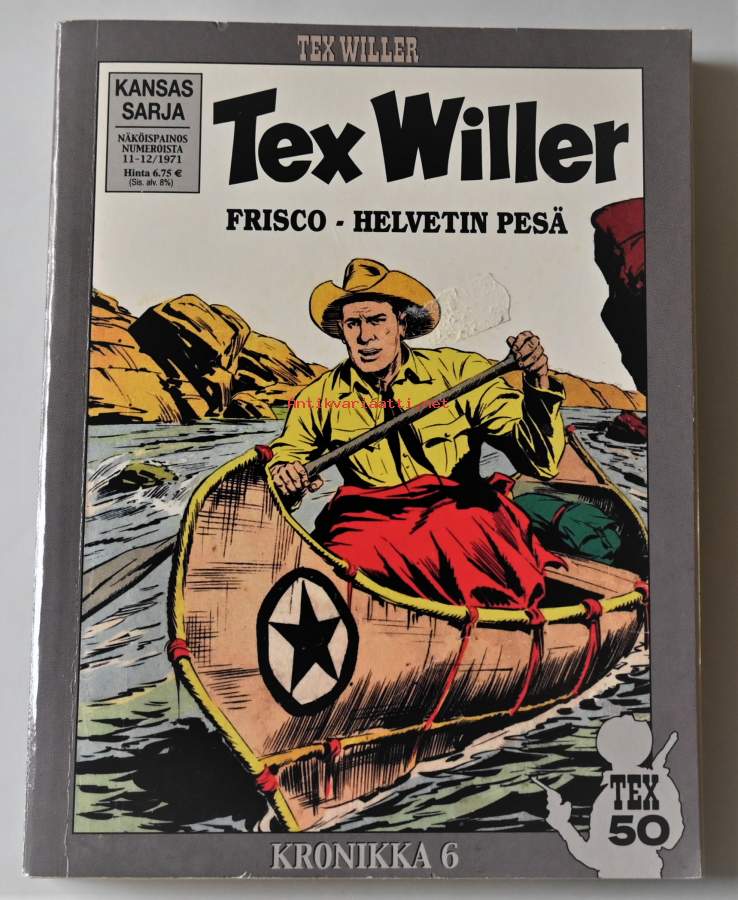 TEX WILLER
KANSAS
SARJA
NÄKÖISPAINOS
NUMEROISTA
11-12/1971
Hinta 6.75 €
(Sis. alv. 8%)
Tex Willer
FRISCO - HELVETIN PESÄ
Antikvariaatti.net
TEX
50
KRONIKKA 6